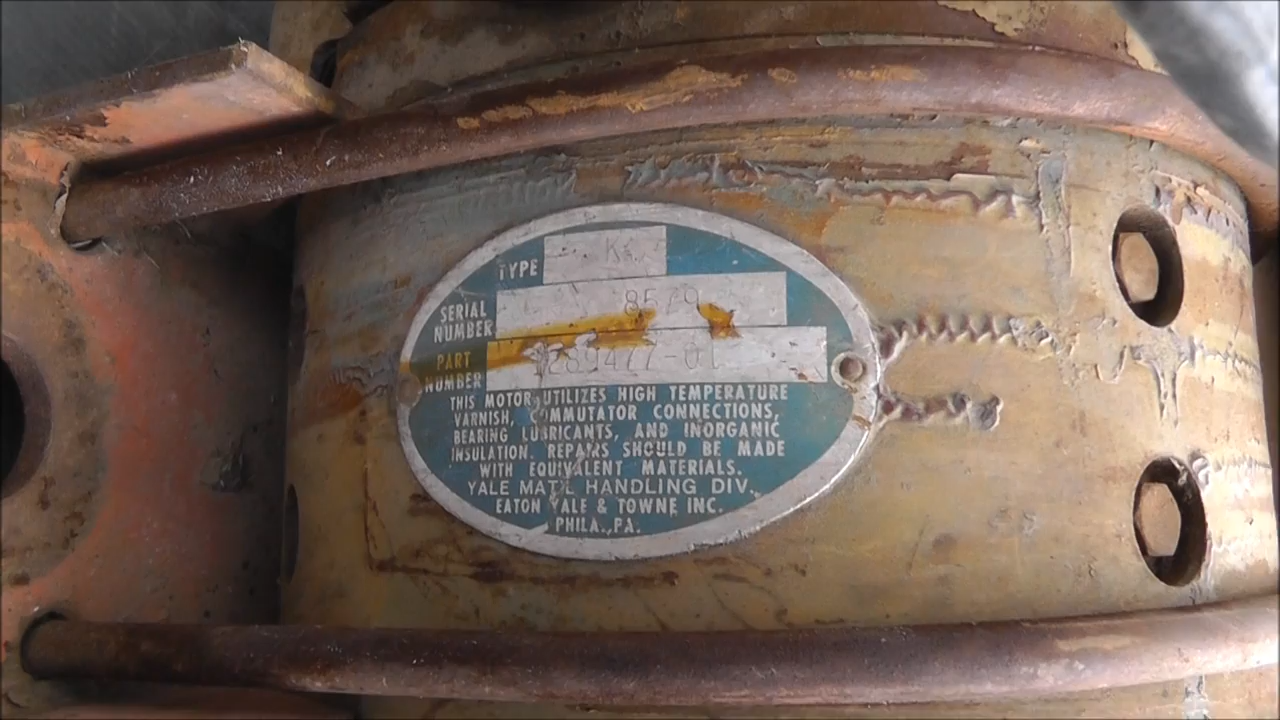 TYPE
SERIAL
NUMBER
PART
NUMBER
THIS MOTOR UTILIZES HIGH TEMPERATURE
VARNISH, COMMUTATOR CONNECTIONS,
BEARING LUBRICANTS, AND INORGANIC
INSULATION. REPAIRS SHOULD BE MADE
WITH EQUIVALENT MATERIALS.
YALE MAT'L HANDLING DIV.
EATON YALE & TOWNE INC.
PHILA., PA.